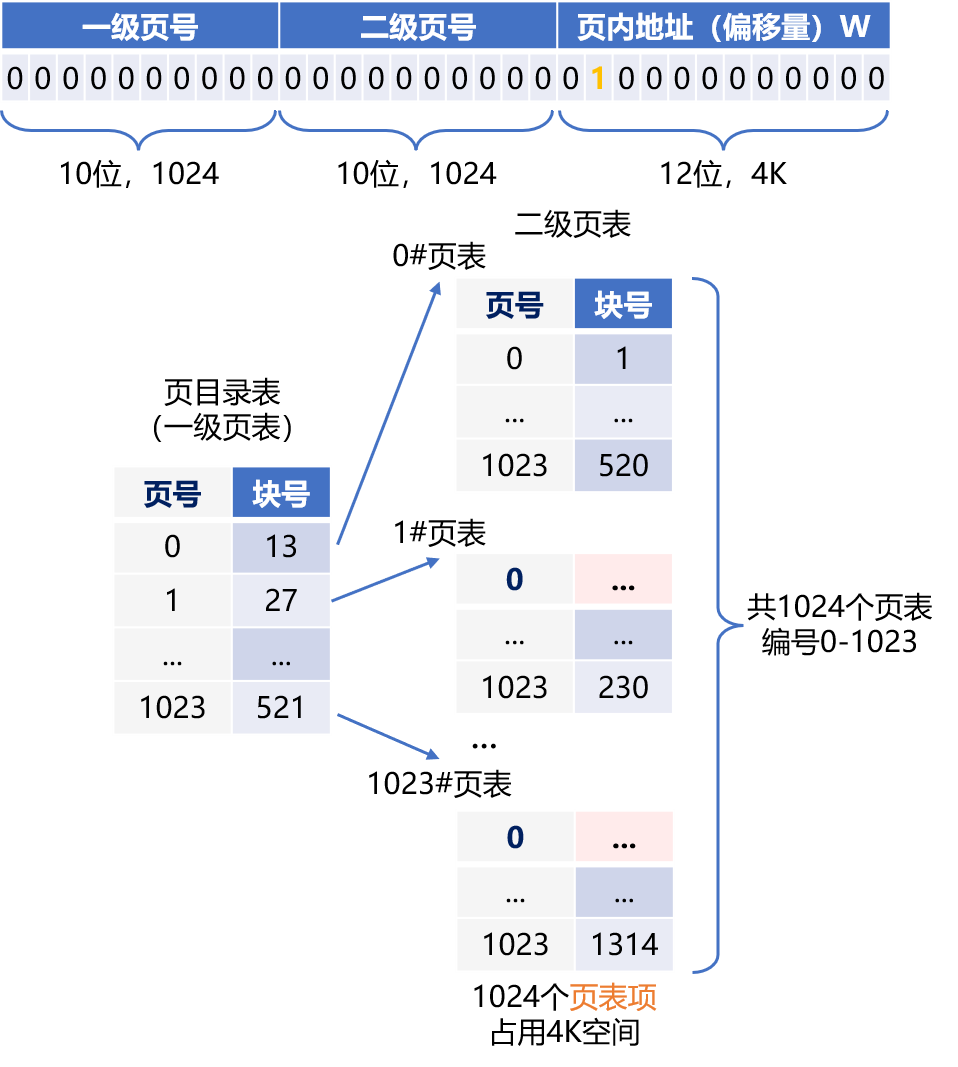 一级页号 二级页号 页内地址（偏移量）W
0 0 0 0 0 0 0 0 0 0 0 0 0 0 0 0 0 0 0 0 0 1 0 0 0 0 0 0 0 0 0 0
10位，1024 10位，1024 12位，4K
二级页表
0#页表
页号 块号
0 1
... ...
1023 520
页目录表
（一级页表）
页号 块号
0 13
1 27
... ...
1023 521
1#页表
0 ...
... ...
1023 230
...
1023#页表
0 ...
... ...
1023 1314
1024个页表项
占用4K空间
共1024个页表
编号0-1023